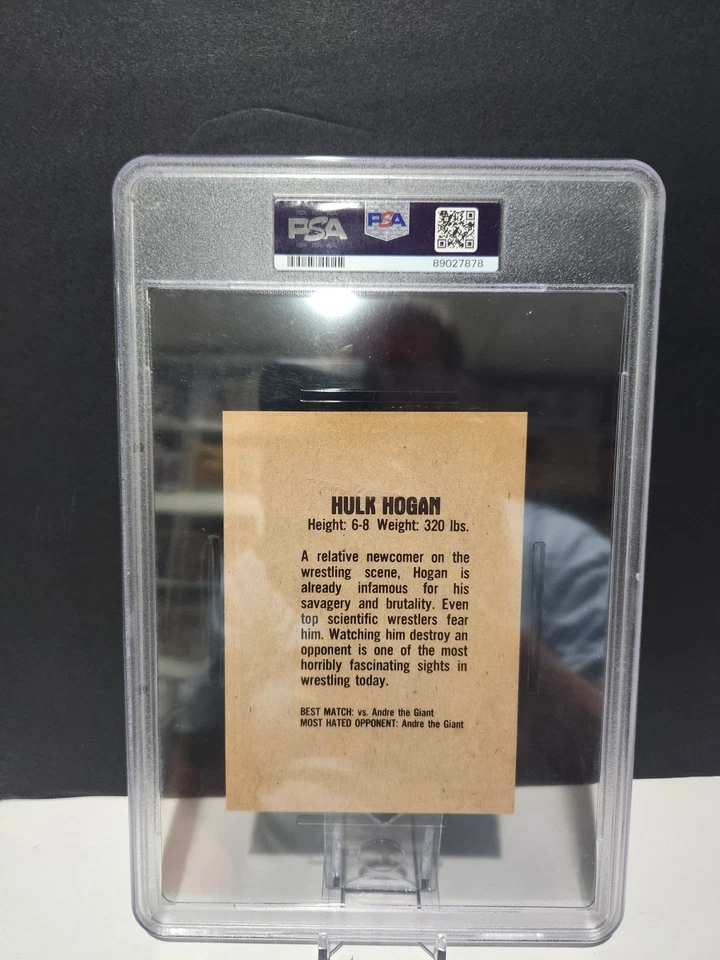 PSA PSA
89027878
HULK HOGAN
Height: 6-8 Weight: 320 lbs.
A relative newcomer on the
wrestling scene, Hogan is
already infamous for his
savagery and brutality. Even
top scientific wrestlers fear
him. Watching him destroy an
opponent is one of the most
horribly fascinating sights in
wrestling today.
BEST MATCH: vs. Andre the Giant
MOST HATED OPPONENT: Andre the Giant